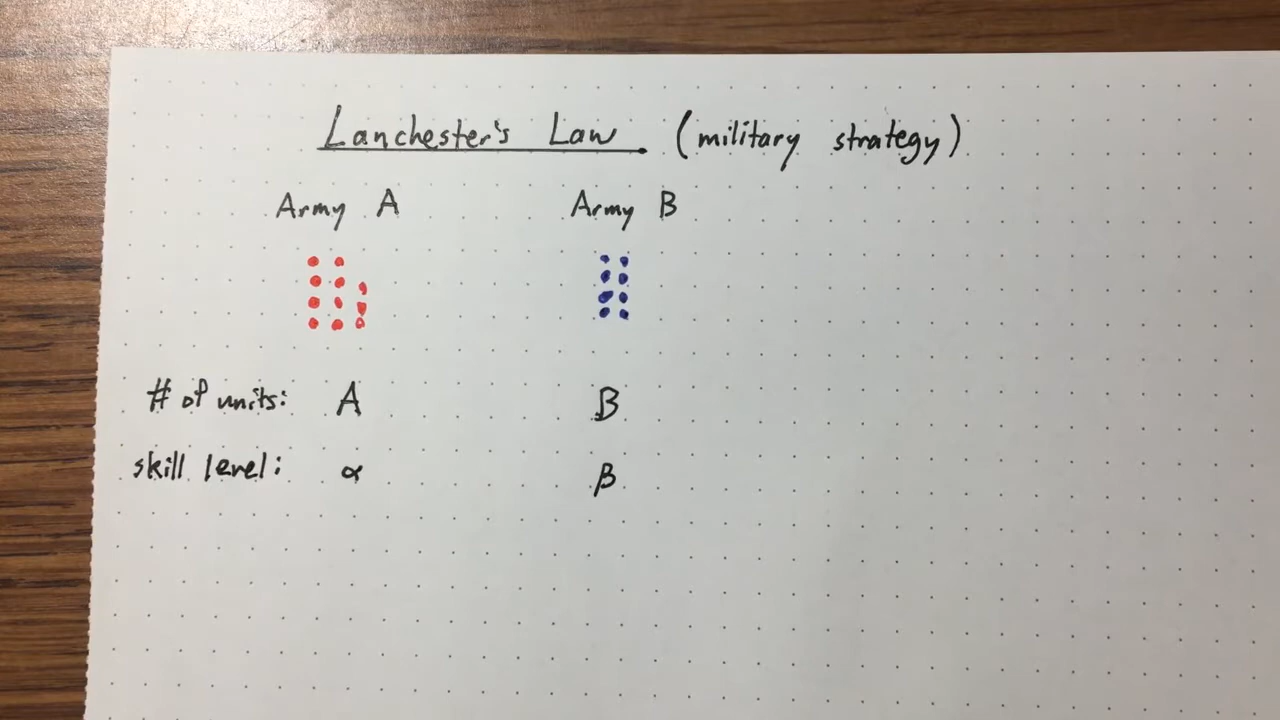 Lanchester's Law (military strategy)
Army A Army B
# of units: A B
skill level: α β